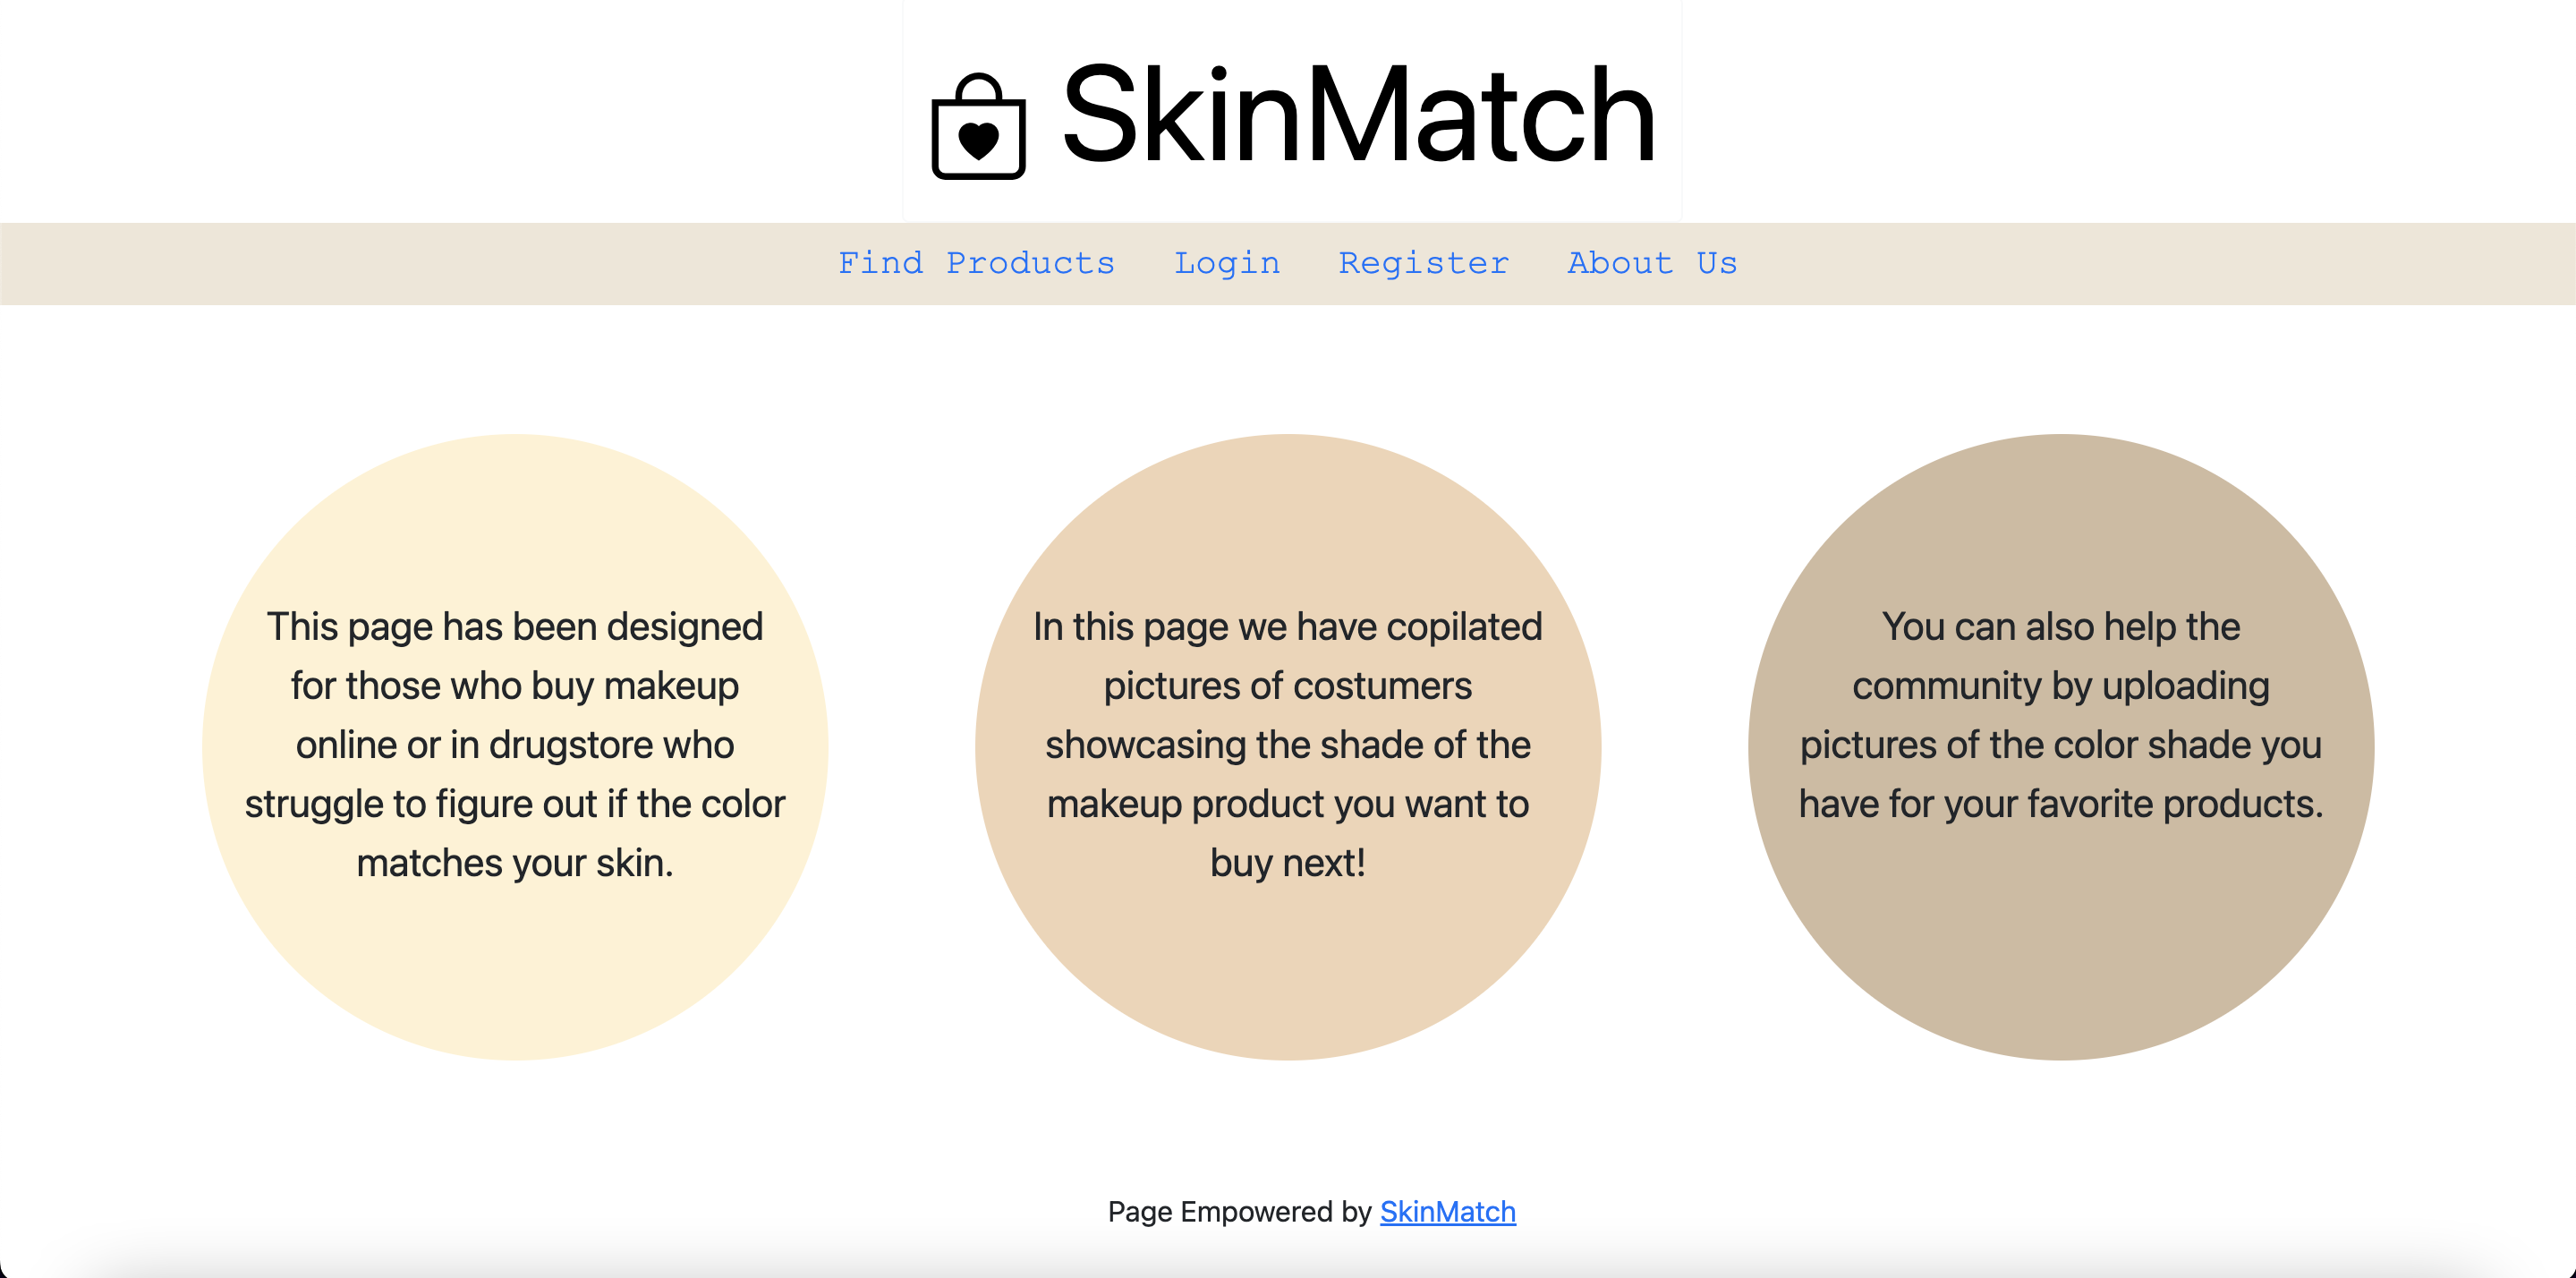 SkinMatch
Find Products Login Register About Us
This page has been designed
for those who buy makeup
online or in drugstore who
struggle to figure out if the color
matches your skin.
In this page we have copilated
pictures of costumers
showcasing the shade of the
makeup product you want to
buy next!
You can also help the
community by uploading
pictures of the color shade you
have for your favorite products.
Page Empowered by SkinMatch